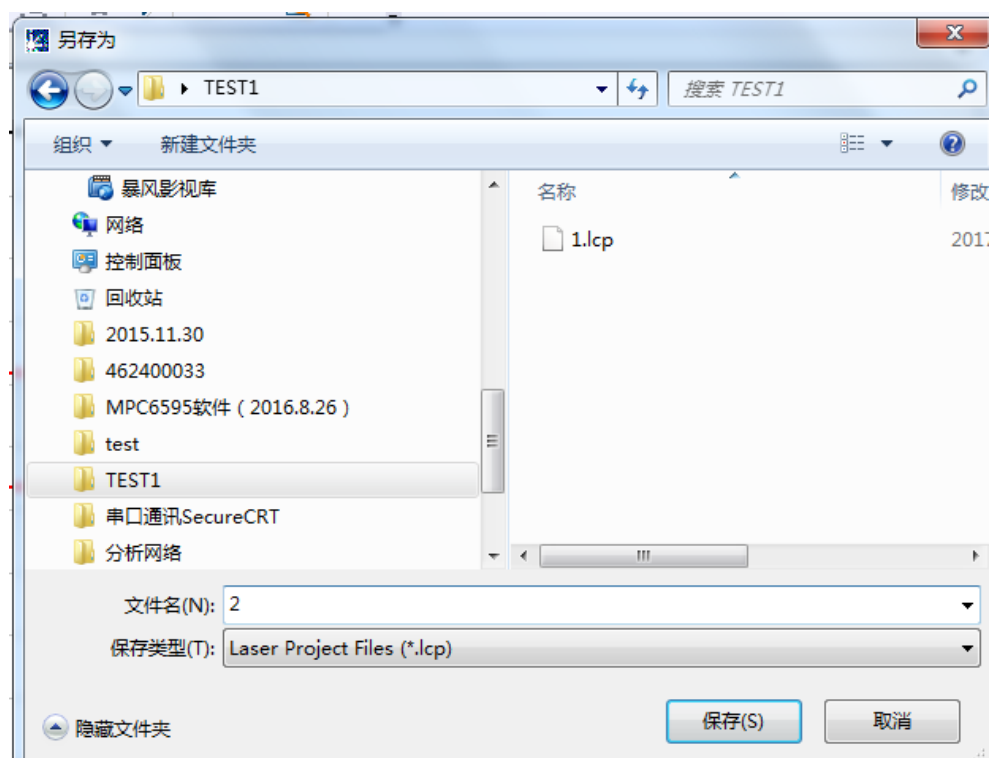 另存为
TEST1
搜索 TEST1
组织
新建文件夹
暴风影视库
网络
控制面板
回收站
2015.11.30
462400033
MPC6595软件（2016.8.26）
test
TEST1
串口通讯SecureCRT
分析网络
名称
修改
1.lcp
2017
文件名(N): 2
保存类型(T): Laser Project Files (*.lcp)
隐藏文件夹
保存(S)
取消